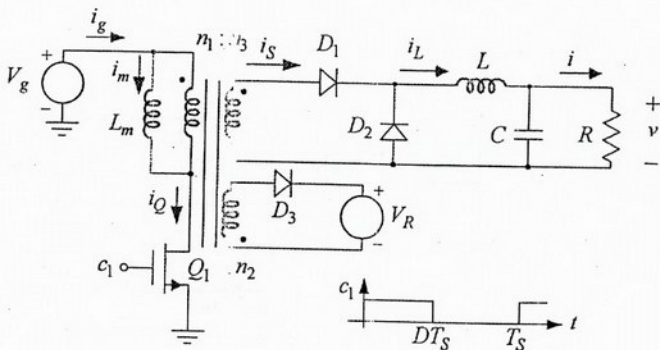 i_g
n_1 : n_3
i_S
D_1
i_L
L
i
+
V_g
−
i_m
L_m
D_2
C
R
+
v
−
i_Q
D_3
+
V_R
−
c_1
Q_1
n_2
c_1
DT_S
T_S
t